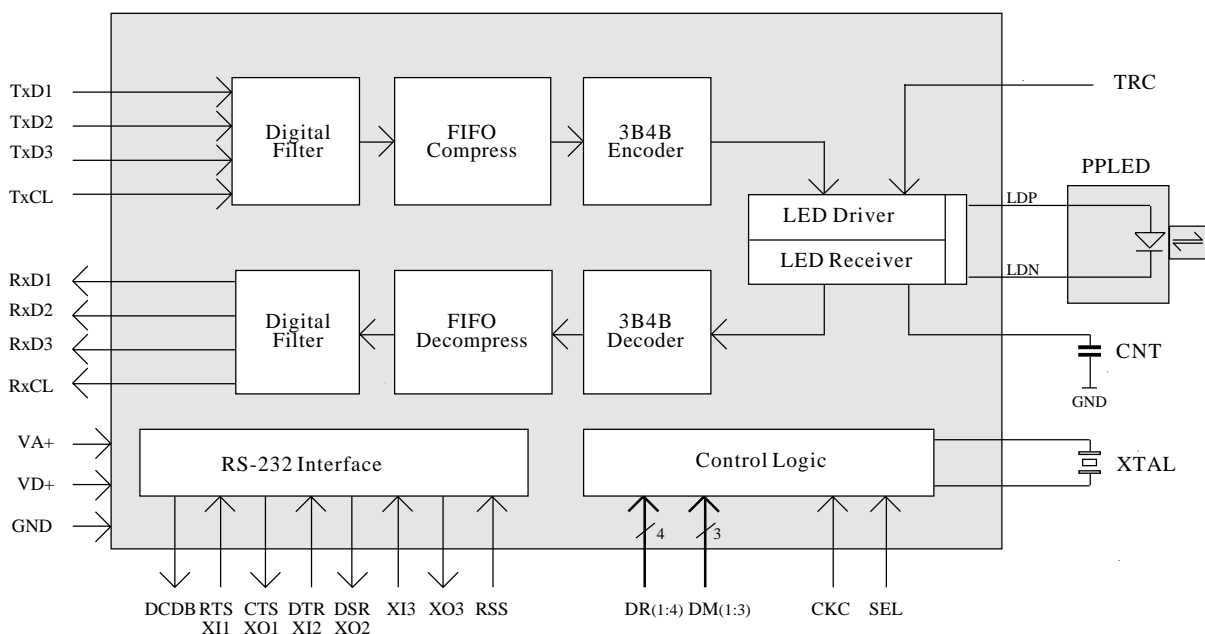 TxD1
TxD2
TxD3
TxCL
Digital
Filter
FIFO
Compress
3B4B
Encoder
TRC
PPLED
LED Driver
LED Receiver
LDP
LDN
RxD1
RxD2
RxD3
RxCL
Digital
Filter
FIFO
Decompress
3B4B
Decoder
CNT
GND
VA+
VD+
GND
RS-232 Interface
Control Logic
XTAL
4
3
DCDB
RTS
XI1
CTS
XO1
DTR
XI2
DSR
XO2
XI3
XO3
RSS
DR(1:4)
DM(1:3)
CKC
SEL